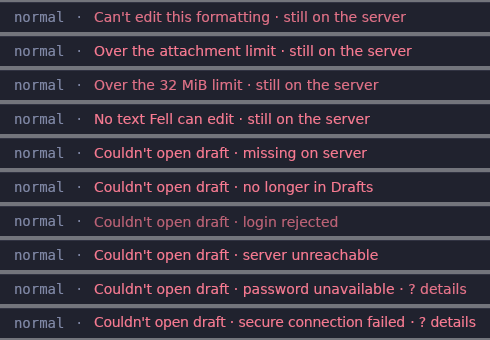 normal · Can't edit this formatting · still on the server
normal · Over the attachment limit · still on the server
normal · Over the 32 MiB limit · still on the server
normal · No text Fell can edit · still on the server
normal · Couldn't open draft · missing on server
normal · Couldn't open draft · no longer in Drafts
normal · Couldn't open draft · login rejected
normal · Couldn't open draft · server unreachable
normal · Couldn't open draft · password unavailable · ? details
normal · Couldn't open draft · secure connection failed · ? details